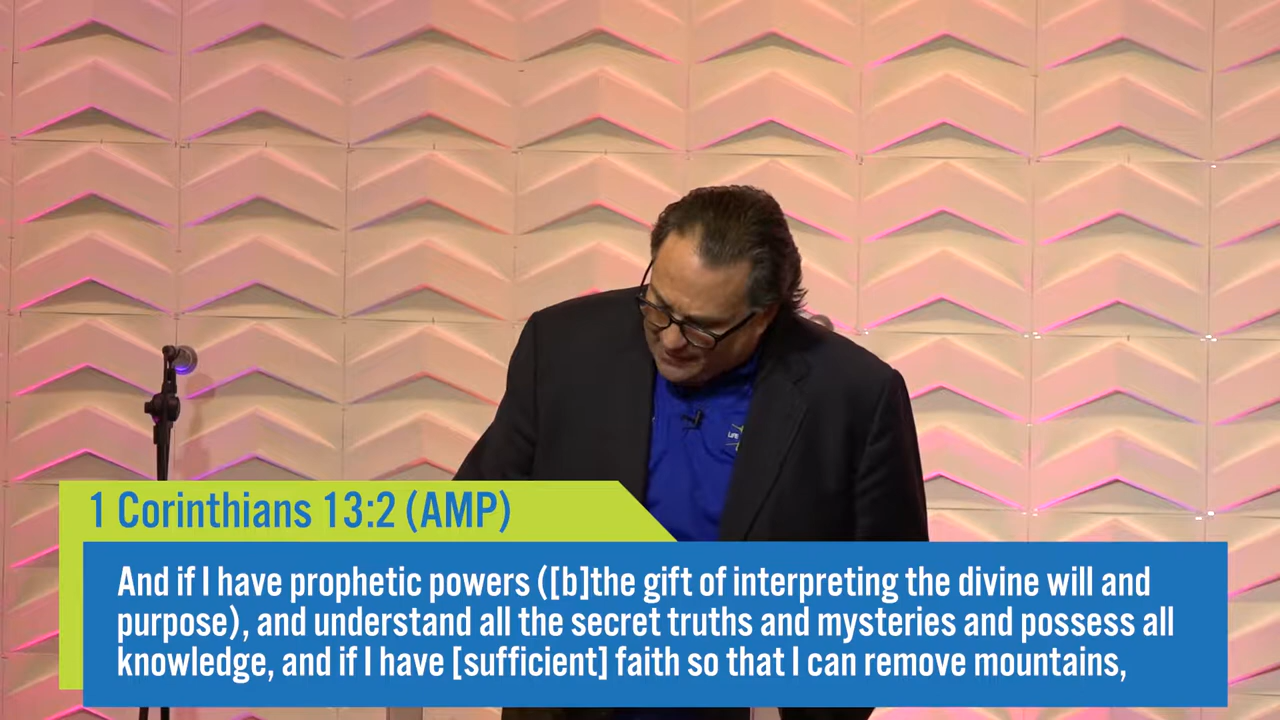 LIFE
1 Corinthians 13:2 (AMP)
And if I have prophetic powers ([b]the gift of interpreting the divine will and
purpose), and understand all the secret truths and mysteries and possess all
knowledge, and if I have [sufficient] faith so that I can remove mountains,